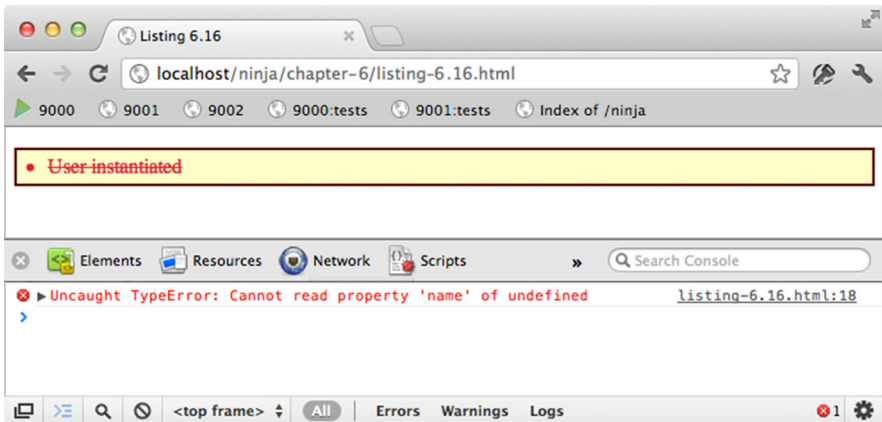 Listing 6.16
localhost/ninja/chapter-6/listing-6.16.html
9000 9001 9002 9000:tests 9001:tests Index of /ninja
User instantiated
Elements Resources Network Scripts » Search Console
Uncaught TypeError: Cannot read property 'name' of undefined listing-6.16.html:18
>
<top frame> All Errors Warnings Logs 1